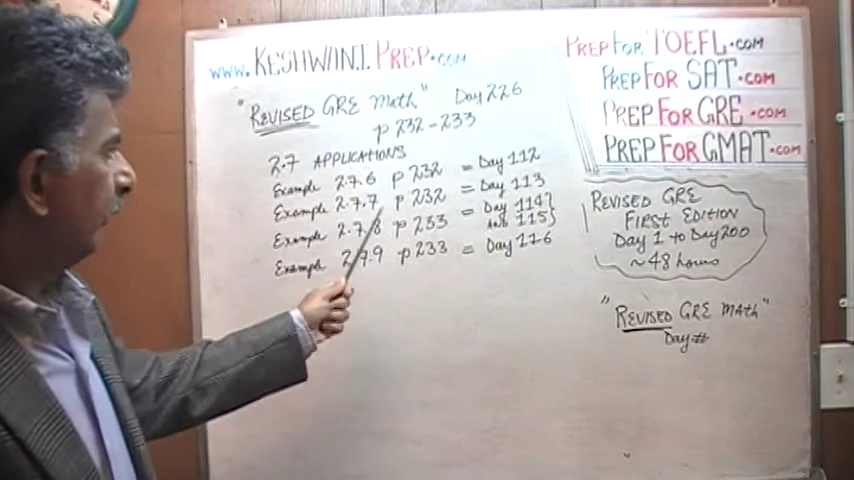 www.KESHWANIPREP.com
"REVISED GRE Math" Day 226
p 232-233
2.7 APPLICATIONS
Example 2.7.6 p 232 = Day 112
Example 2.7.7 p 232 = Day 113
Example 2.7.8 p 233 = Day 114
AND 115}
Example 2.7.9 p 233 = Day 116
PREP FOR TOEFL.com
PREP FOR SAT.com
PREP FOR GRE.com
PREP FOR GMAT.com
REVISED GRE
FIRST EDITION
Day 1 to Day 200
~48 hours
"REVISED GRE MATH"
Day #